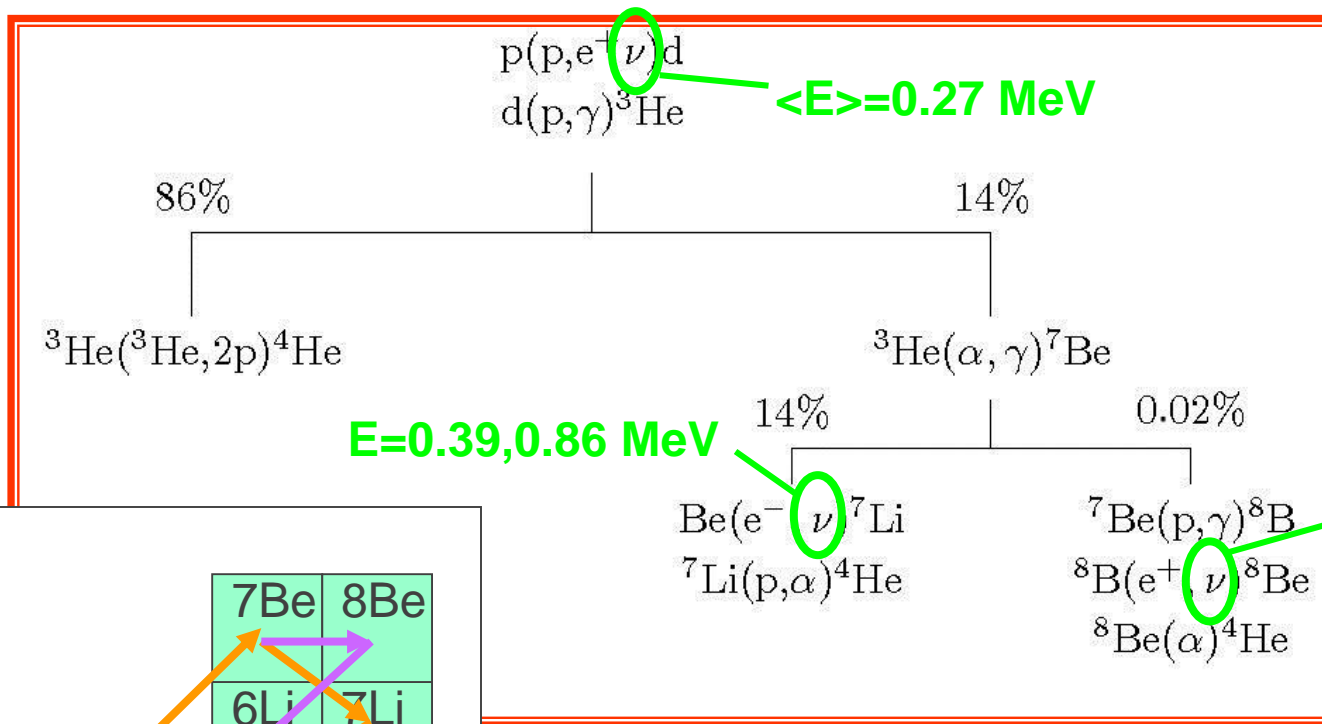 p(p,e⁺ν)d
<E>=0.27 MeV
d(p,γ)³He
86%
14%
³He(³He,2p)⁴He
³He(α,γ)⁷Be
14%
0.02%
E=0.39,0.86 MeV
Be(e⁻ ν)⁷Li
⁷Li(p,α)⁴He
⁷Be(p,γ)⁸B
⁸B(e⁺, ν)⁸Be
⁸Be(α)⁴He
7Be 8Be
6Li 7Li